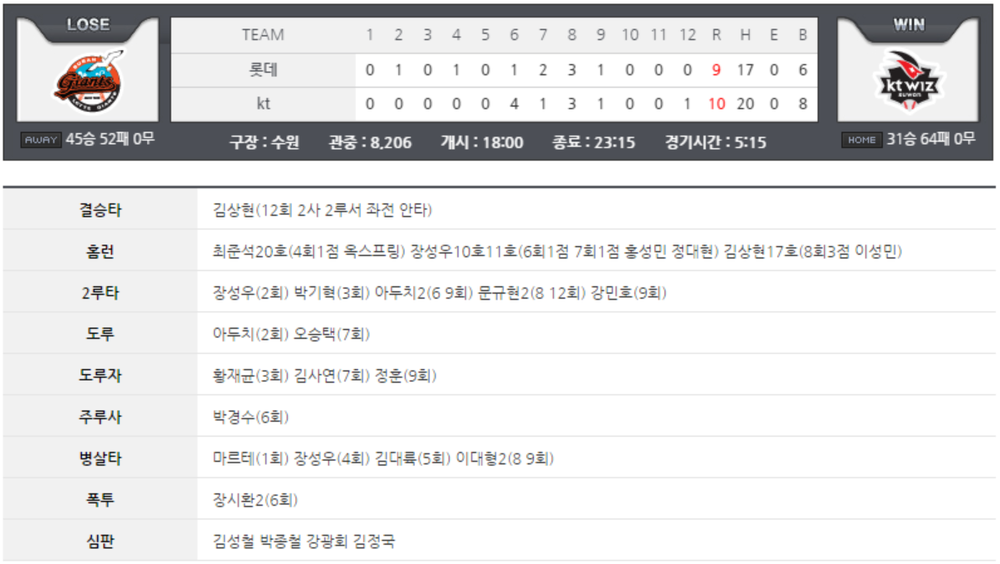 LOSE
WIN
TEAM 1 2 3 4 5 6 7 8 9 10 11 12 R H E B
롯데 0 1 0 1 0 1 2 3 1 0 0 0 9 17 0 6
kt 0 0 0 0 0 4 1 3 1 0 0 1 10 20 0 8
Giants
LOTTE GIANTS
kt wiz
suwon
AWAY 45승 52패 0무
구장 : 수원 관중 : 8,206 개시 : 18:00 종료 : 23:15 경기시간 : 5:15
HOME 31승 64패 0무
결승타 김상현(12회 2사 2루서 좌전 안타)
홈런 최준석20호(4회1점 옥스프링) 장성우10호11호(6회1점 7회1점 홍성민 정대현) 김상현17호(8회3점 이성민)
2루타 장성우(2회) 박기혁(3회) 아두치2(6 9회) 문규현2(8 12회) 강민호(9회)
도루 아두치(2회) 오승택(7회)
도루자 황재균(3회) 김사연(7회) 정훈(9회)
주루사 박경수(6회)
병살타 마르테(1회) 장성우(4회) 김대륙(5회) 이대형2(8 9회)
폭투 장시환2(6회)
심판 김성철 박종철 강광회 김정국